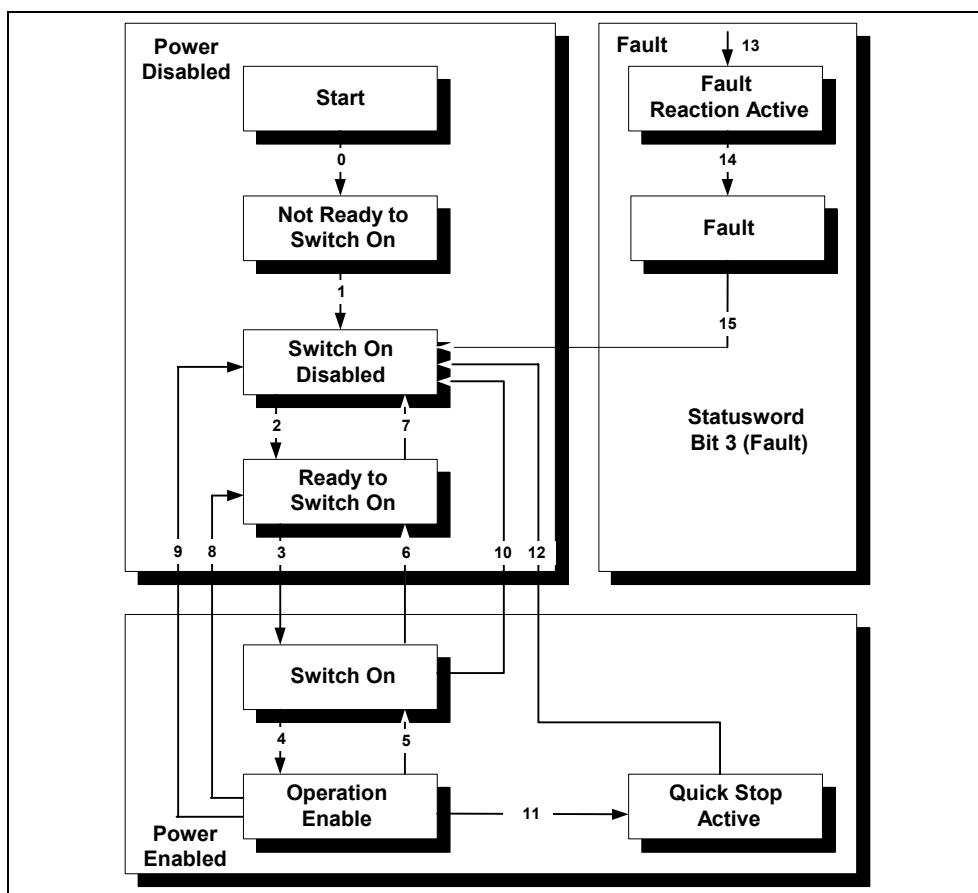 Power
Disabled
Start
0
Not Ready to
Switch On
1
Switch On
Disabled
2
7
Ready to
Switch On
9
8
3
6
10
12
Fault
13
Fault
Reaction Active
14
Fault
15
Statusword
Bit 3 (Fault)
Switch On
4
5
Operation
Enable
11
Quick Stop
Active
Power
Enabled